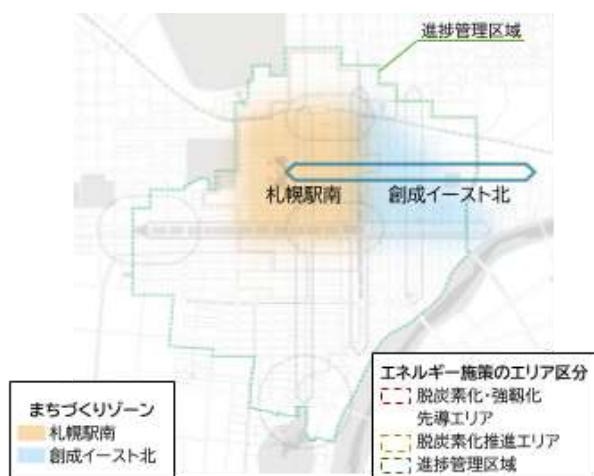 進捗管理区域
札幌駅南
創成イースト北
まちづくりゾーン
札幌駅南
創成イースト北
エネルギー施策のエリア区分
脱炭素化・強靱化
先導エリア
脱炭素化推進エリア
進捗管理区域